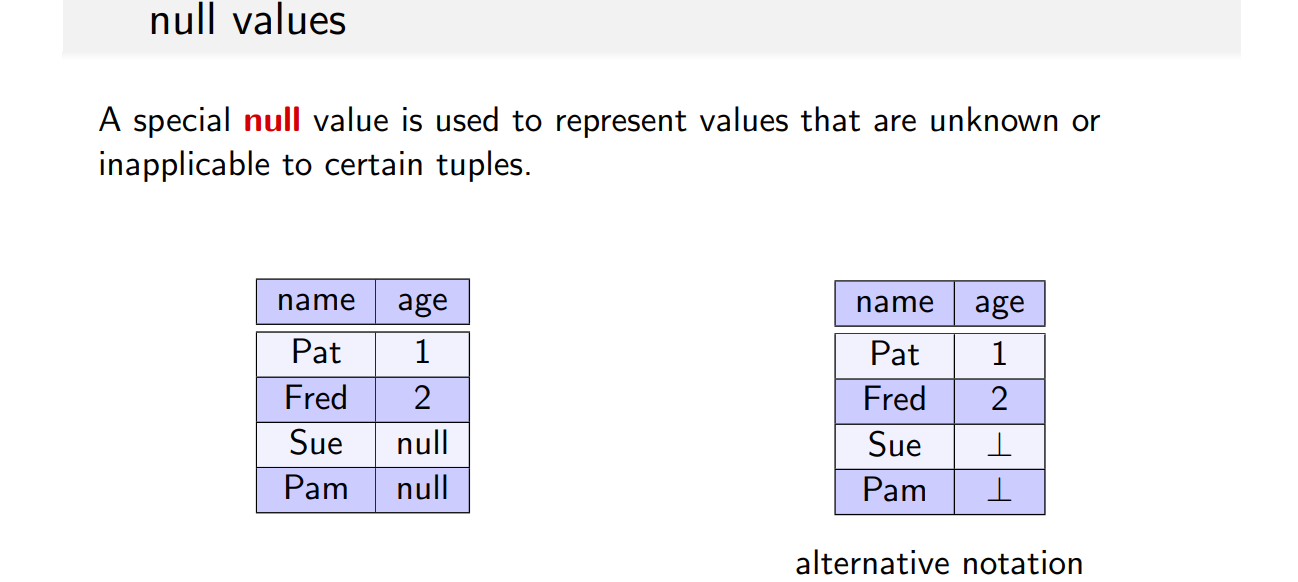 null values
A special null value is used to represent values that are unknown or
inapplicable to certain tuples.
name age
Pat 1
Fred 2
Sue null
Pam null
name age
Pat 1
Fred 2
Sue ⊥
Pam ⊥
alternative notation